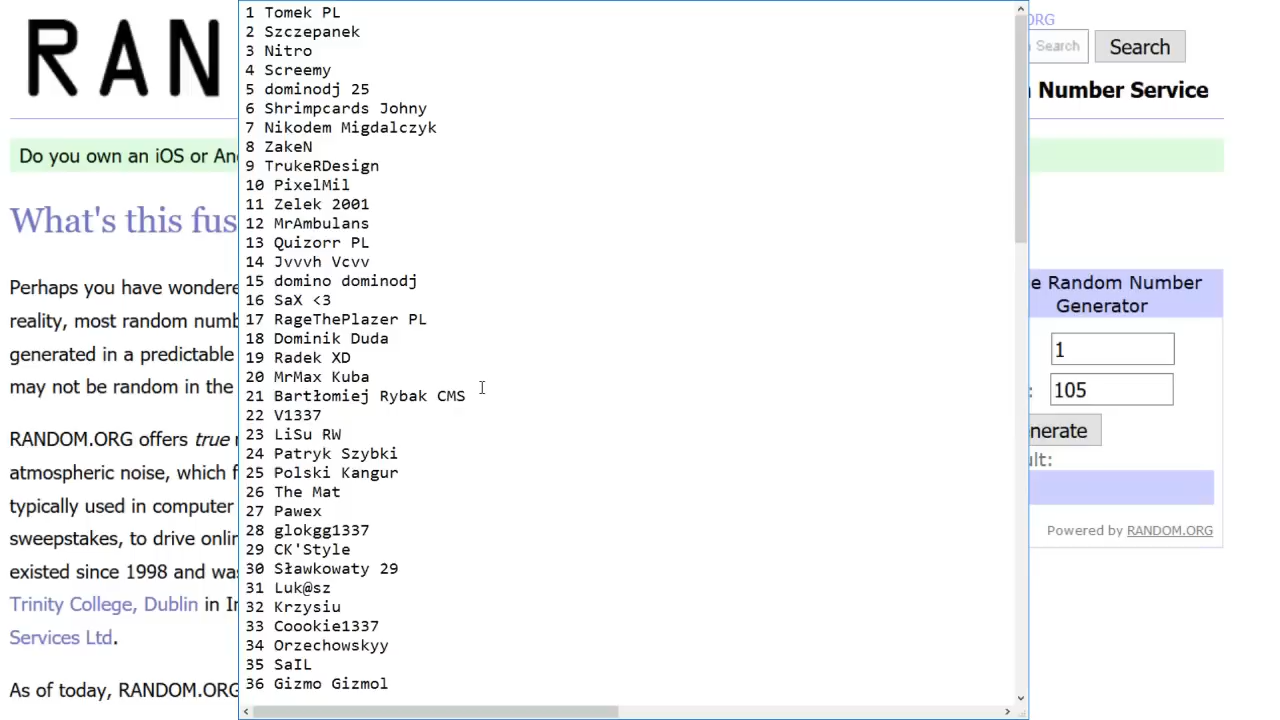 RAN
Do you own an iOS or An
What's this fus
Perhaps you have wondere
reality, most random numb
generated in a predictable
may not be random in the
RANDOM.ORG offers true
atmospheric noise, which f
typically used in computer
sweepstakes, to drive onlin
existed since 1998 and was
Trinity College, Dublin in Ir
Services Ltd.
As of today, RANDOM.ORG
1 Tomek PL
2 Szczepanek
3 Nitro
4 Screemy
5 dominodj 25
6 Shrimpcards Johny
7 Nikodem Migdalczyk
8 ZakeN
9 TrukeRDesign
10 PixelMil
11 Zelek 2001
12 MrAmbulans
13 Quizorr PL
14 Jvvvh Vcvv
15 domino dominodj
16 SaX <3
17 RageThePlazer PL
18 Dominik Duda
19 Radek XD
20 MrMax Kuba
21 Bartłomiej Rybak CMS
22 V1337
23 LiSu RW
24 Patryk Szybki
25 Polski Kangur
26 The Mat
27 Pawex
28 glokgg1337
29 CK'Style
30 Sławkowaty 29
31 Luk@sz
32 Krzysiu
33 Coookie1337
34 Orzechowskyy
35 SaIL
36 Gizmo Gizmol
ORG
Search
Search
Number Service
e Random Number
Generator
1
105
nerate
ult:
Powered by RANDOM.ORG